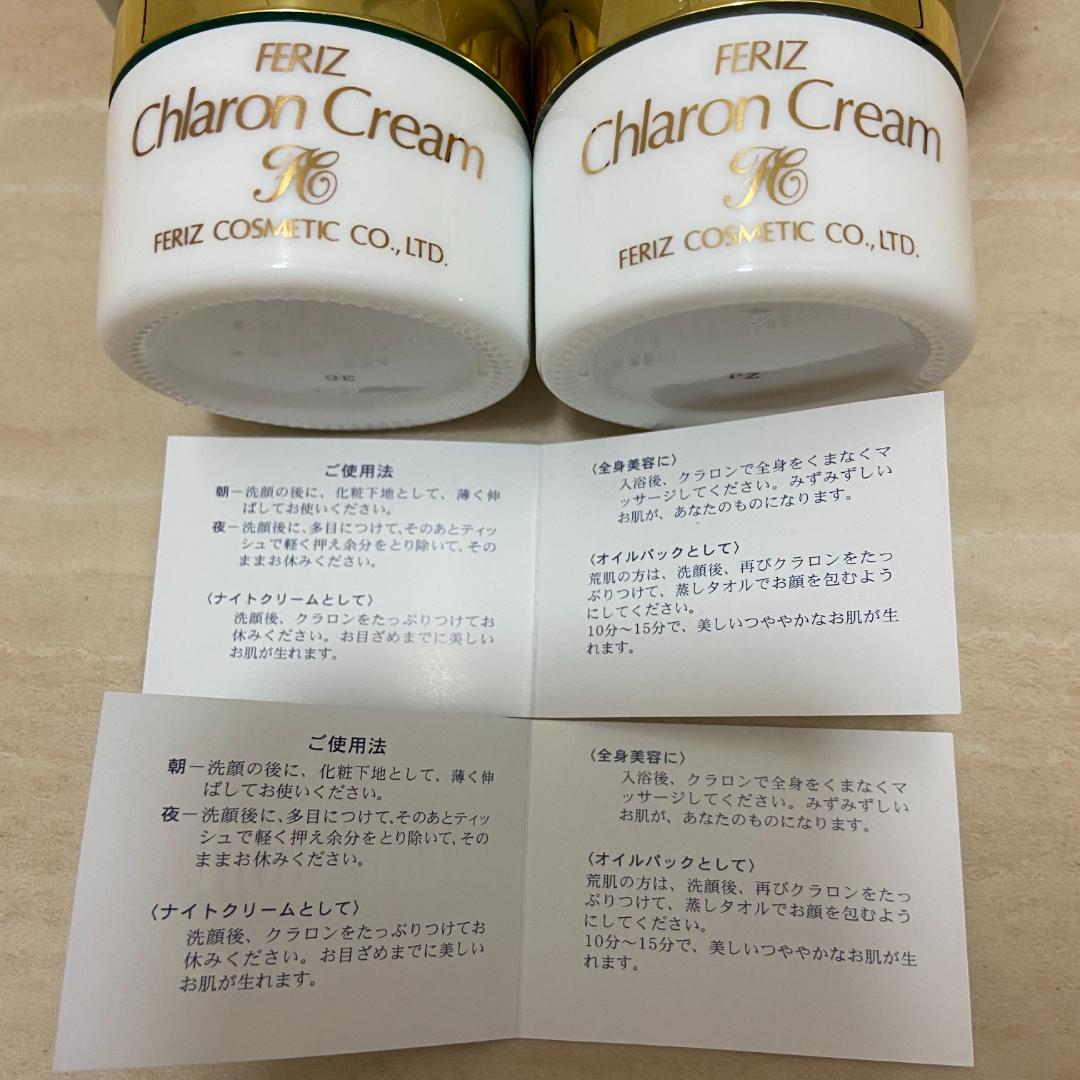 FERIZ
Chlaron Cream
FC
FERIZ COSMETIC CO., LTD.
GE
FERIZ
Chlaron Cream
FC
FERIZ COSMETIC CO., LTD.
PZ
ご使用法
朝—洗顔の後に、化粧下地として、薄く伸
ばしてお使いください。
夜—洗顔後に、多目につけて、そのあとティッ
シュで軽く押え余分をとり除いて、その
ままお休みください。
〈ナイトクリームとして〉
洗顔後、クラロンをたっぷりつけてお
休みください。お目ざめまでに美しい
お肌が生れます。
〈全身美容に〉
入浴後、クラロンで全身をくまなくマ
ッサージしてください。みずみずしい
お肌が、あなたのものになります。
〈オイルパックとして〉
荒肌の方は、洗顔後、再びクラロンをたっ
ぷりつけて、蒸しタオルでお顔を包むよう
にしてください。
10分〜15分で、美しいつややかなお肌が生
れます。
ご使用法
朝—洗顔の後に、化粧下地として、薄く伸
ばしてお使いください。
夜—洗顔後に、多目につけて、そのあとティッ
シュで軽く押え余分をとり除いて、その
ままお休みください。
〈ナイトクリームとして〉
洗顔後、クラロンをたっぷりつけてお
休みください。お目ざめまでに美しい
お肌が生れます。
〈全身美容に〉
入浴後、クラロンで全身をくまなくマ
ッサージしてください。みずみずしい
お肌が、あなたのものになります。
〈オイルパックとして〉
荒肌の方は、洗顔後、再びクラロンをたっ
ぷりつけて、蒸しタオルでお顔を包むよう
にしてください。
10分〜15分で、美しいつややかなお肌が生
れます。